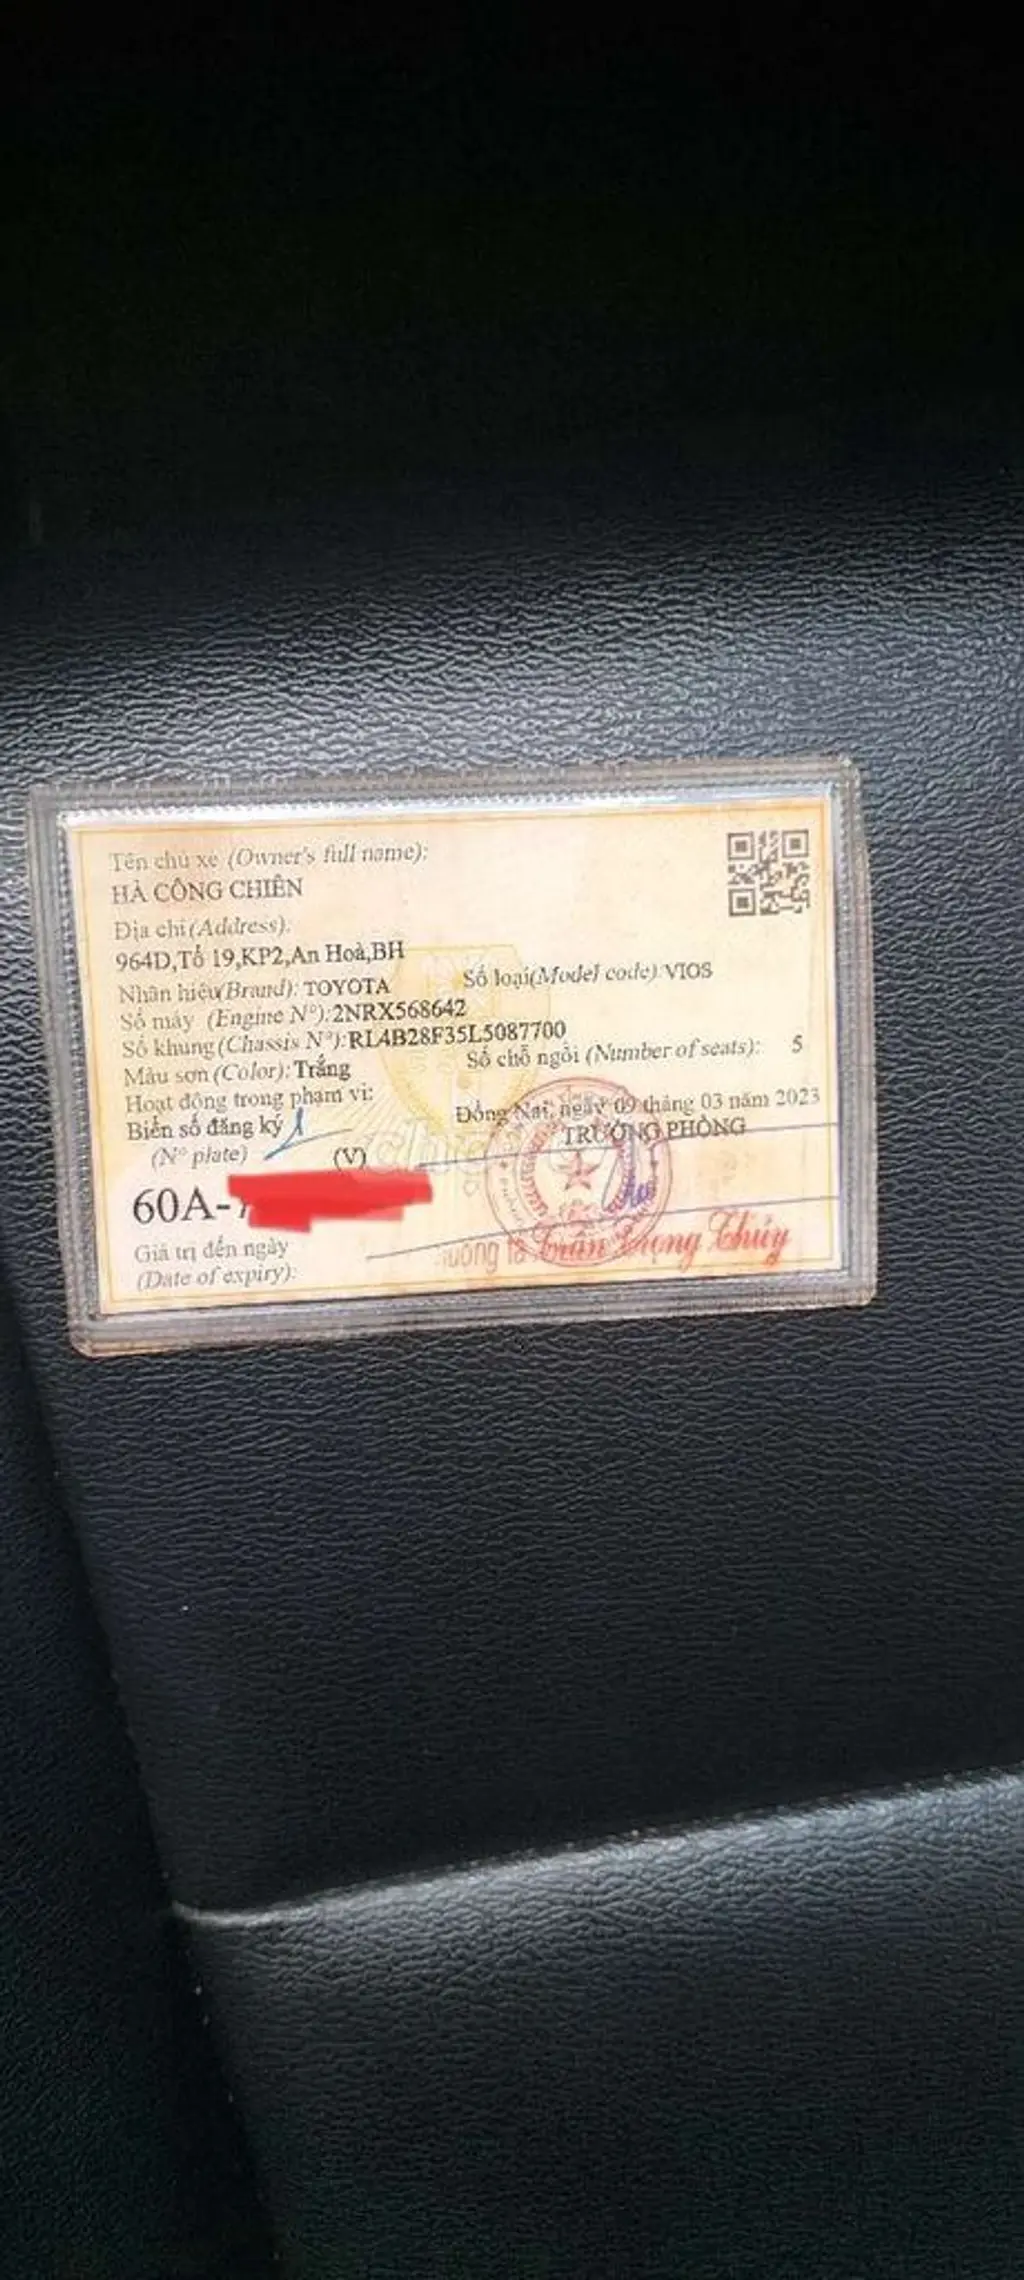 Tên chủ xe (Owner's full name):
HÀ CÔNG CHIÊN
Địa chỉ (Address):
964D,Tổ 19,KP2,An Hoà,BH
Nhãn hiệu(Brand): TOYOTA Số loại(Model code): VIOS
Số máy (Engine N°):2NRX568642
Số khung (Chassis N°):RL4B28F35L5087700
Màu sơn (Color): Trắng Số chỗ ngồi (Number of seats): 5
Hoạt động trong phạm vi:
Đồng Nai, ngày 09 tháng 03 năm 2023
Biển số đăng ký TRƯỞNG PHÒNG
(N° plate) (V)
60A-
Giá trị đến ngày Trần Trọng Thủy
(Date of expiry):